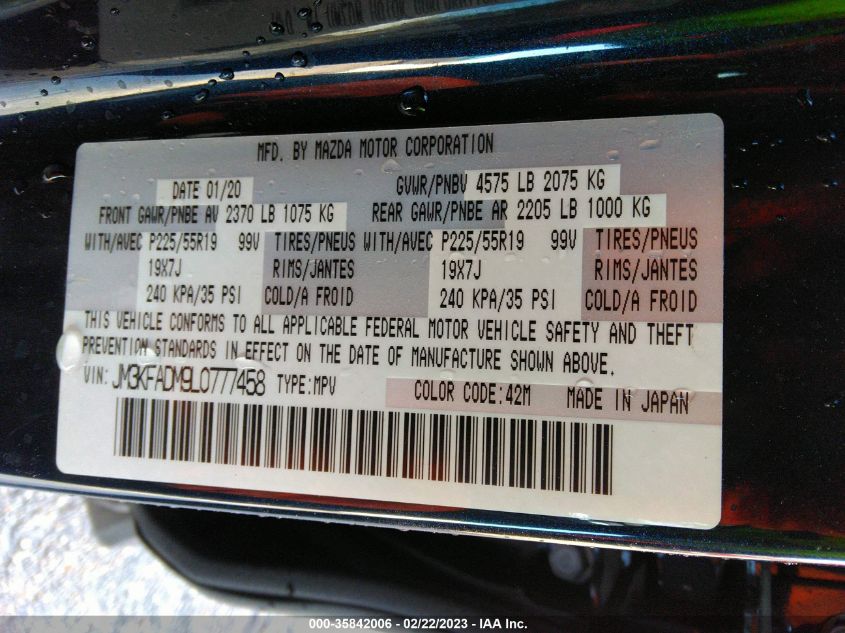 MFD. BY MAZDA MOTOR CORPORATION
DATE 01/20 GVWR/PNBV 4575 LB 2075 KG
FRONT GAWR/PNBE AV 2370 LB 1075 KG REAR GAWR/PNBE AR 2205 LB 1000 KG
WITH/AVEC P225/55R19 99V TIRES/PNEUS WITH/AVEC P225/55R19 99V TIRES/PNEUS
19X7J RIMS/JANTES 19X7J RIMS/JANTES
240 KPA/35 PSI COLD/A FROID 240 KPA/35 PSI COLD/A FROID
THIS VEHICLE CONFORMS TO ALL APPLICABLE FEDERAL MOTOR VEHICLE SAFETY AND THEFT
PREVENTION STANDARDS IN EFFECT ON THE DATE OF MANUFACTURE SHOWN ABOVE.
VIN: JM3KFADM9L0777458 TYPE:MPV COLOR CODE:42M MADE IN JAPAN
000-35842006 - 02/22/2023 - IAA Inc.